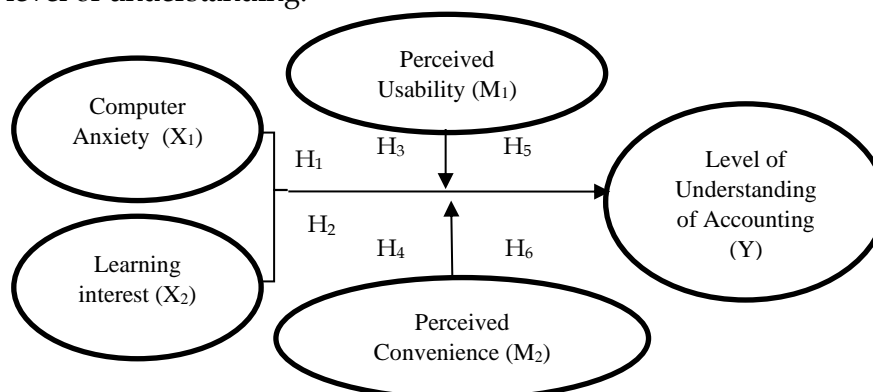 level of understanding.
Perceived
Usability (M₁)
Computer
Anxiety (X₁)
H₁
H₃
H₅
Level of
Understanding
of Accounting
(Y)
H₂
H₄
H₆
Learning
interest (X₂)
Perceived
Convenience (M₂)